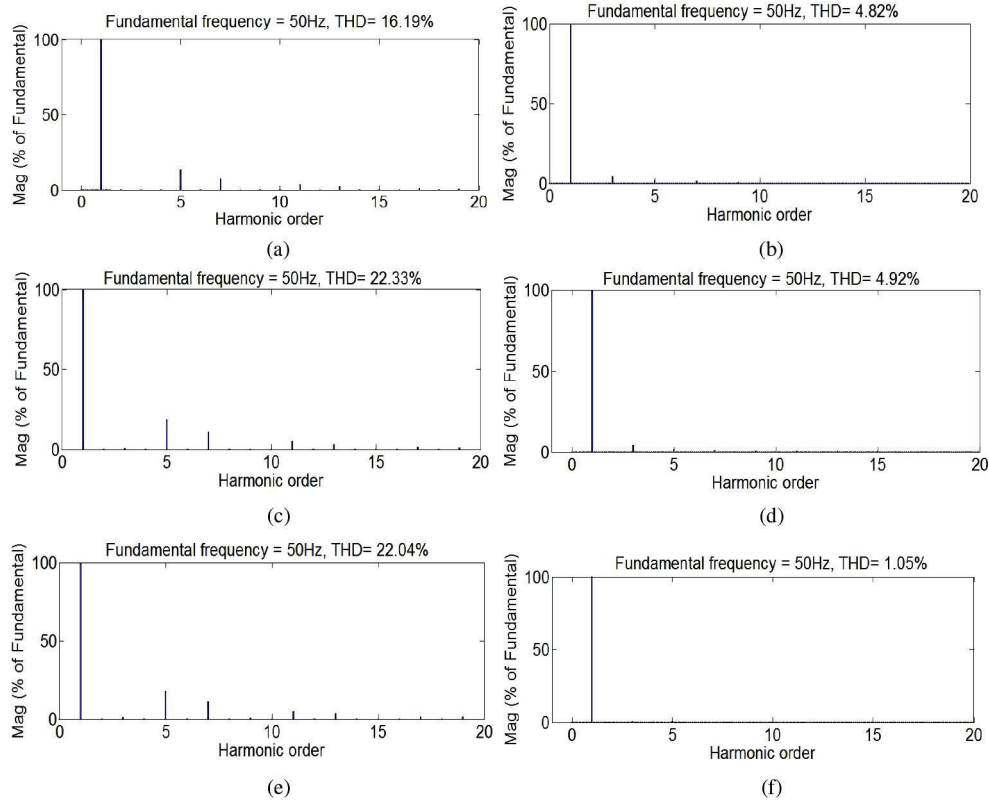 Fundamental frequency = 50Hz, THD= 16.19%
Mag (% of Fundamental)
100
50
0
0 5 10 15 20
Harmonic order
(a)
Fundamental frequency = 50Hz, THD= 4.82%
Mag (% of Fundamental)
100
50
0
0 5 10 15 20
Harmonic order
(b)
Fundamental frequency = 50Hz, THD= 22.33%
Mag (% of Fundamental)
100
50
0
0 5 10 15 20
Harmonic order
(c)
Fundamental frequency = 50Hz, THD= 4.92%
Mag (% of Fundamental)
100
50
0
0 5 10 15 20
Harmonic order
(d)
Fundamental frequency = 50Hz, THD= 22.04%
Mag (% of Fundamental)
100
50
0
0 5 10 15 20
Harmonic order
(e)
Fundamental frequency = 50Hz, THD= 1.05%
Mag (% of Fundamental)
100
50
0
0 5 10 15 20
Harmonic order
(f)